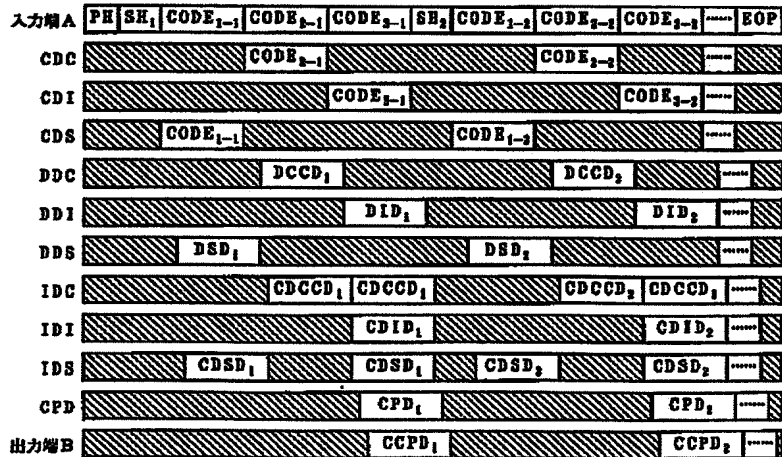 入力端A PH SH₁ CODE₁₋₁ CODE₂₋₁ CODE₃₋₁ SH₂ CODE₁₋₂ CODE₂₋₂ CODE₃₋₂ …… EOP
CDC CODE₂₋₁ CODE₂₋₂ ……
CDI CODE₃₋₁ CODE₃₋₂ ……
CDS CODE₁₋₁ CODE₁₋₂ ……
DDC DCCD₁ DCCD₂ ……
DDI DID₁ DID₂ ……
DDS DSD₁ DSD₂ ……
IDC CDCCD₁ CDCCD₁ CDCCD₂ CDCCD₂ ……
IDI CDID₁ CDID₂ ……
IDS CDSD₁ CDSD₁ CDSD₂ CDSD₂ ……
CPD CPD₁ CPD₂ ……
出力端B CCPD₁ CCPD₂ ……